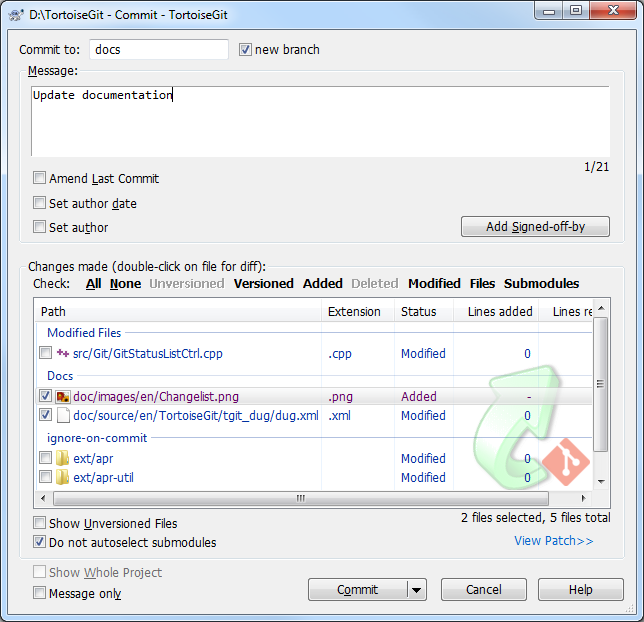 D:\TortoiseGit - Commit - TortoiseGit
Commit to: docs new branch
Message:
Update documentation
1/21
Amend Last Commit
Set author date
Set author
Add Signed-off-by
Changes made (double-click on file for diff):
Check: All None Unversioned Versioned Added Deleted Modified Files Submodules
Path Extension Status Lines added Lines re
Modified Files
src/Git/GitStatusListCtrl.cpp .cpp Modified 0
Docs
doc/images/en/Changelist.png .png Added -
doc/source/en/TortoiseGit/tgit_dug/dug.xml .xml Modified 0
ignore-on-commit
ext/apr Modified 0
ext/apr-util Modified 0
Show Unversioned Files
2 files selected, 5 files total
Do not autoselect submodules
View Patch>>
Show Whole Project
Message only
Commit Cancel Help